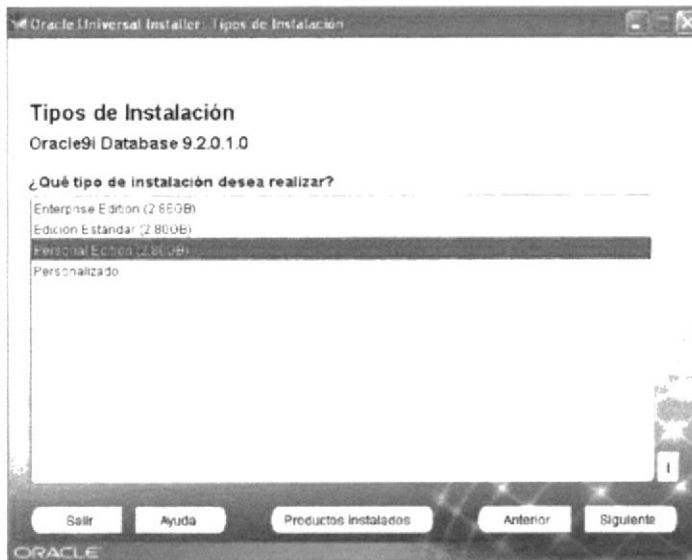 Oracle Universal Installer: Tipos de Instalación
Tipos de Instalación
Oracle9i Database 9.2.0.1.0
¿Qué tipo de instalación desea realizar?
Enterprise Edition (2.86GB)
Edición Estándar (2.80GB)
Personal Edition (2.86GB)
Personalizado
Salir Ayuda Productos instalados Anterior Siguiente
ORACLE